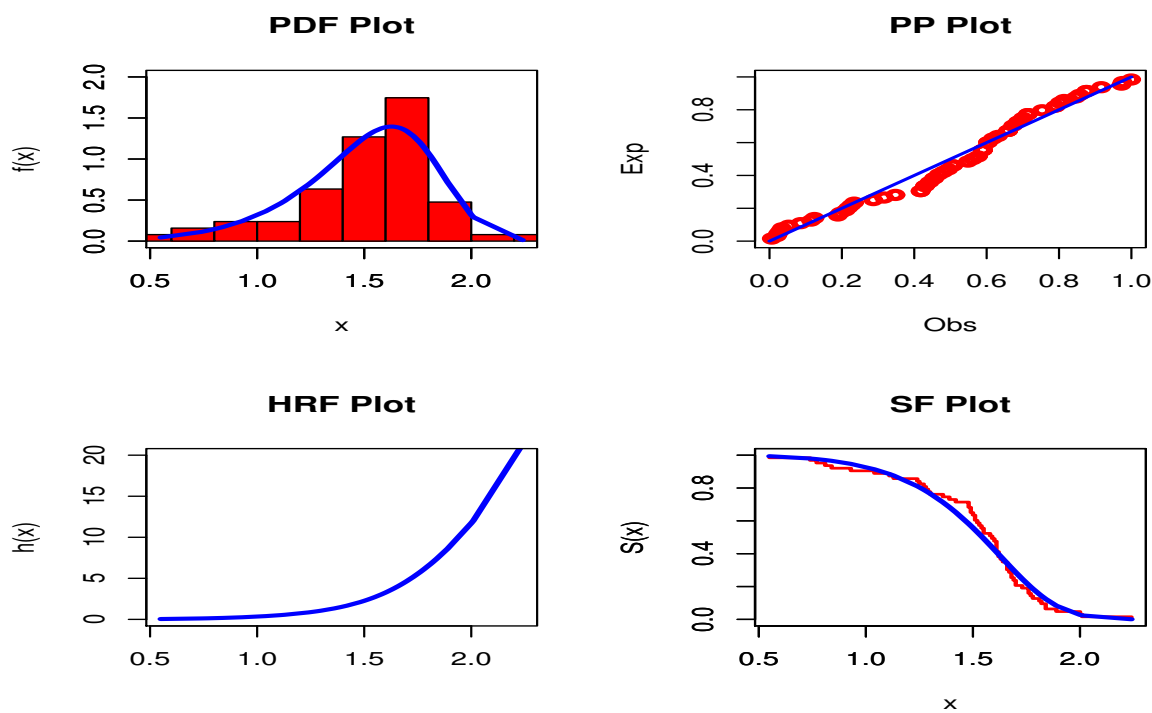 PDF Plot
f(x)
0.0 0.5 1.0 1.5 2.0
0.5 1.0 1.5 2.0
x
PP Plot
Exp
0.0 0.4 0.8
0.0 0.2 0.4 0.6 0.8 1.0
Obs
HRF Plot
h(x)
0 5 10 15 20
0.5 1.0 1.5 2.0
SF Plot
S(x)
0.0 0.4 0.8
0.5 1.0 1.5 2.0
x